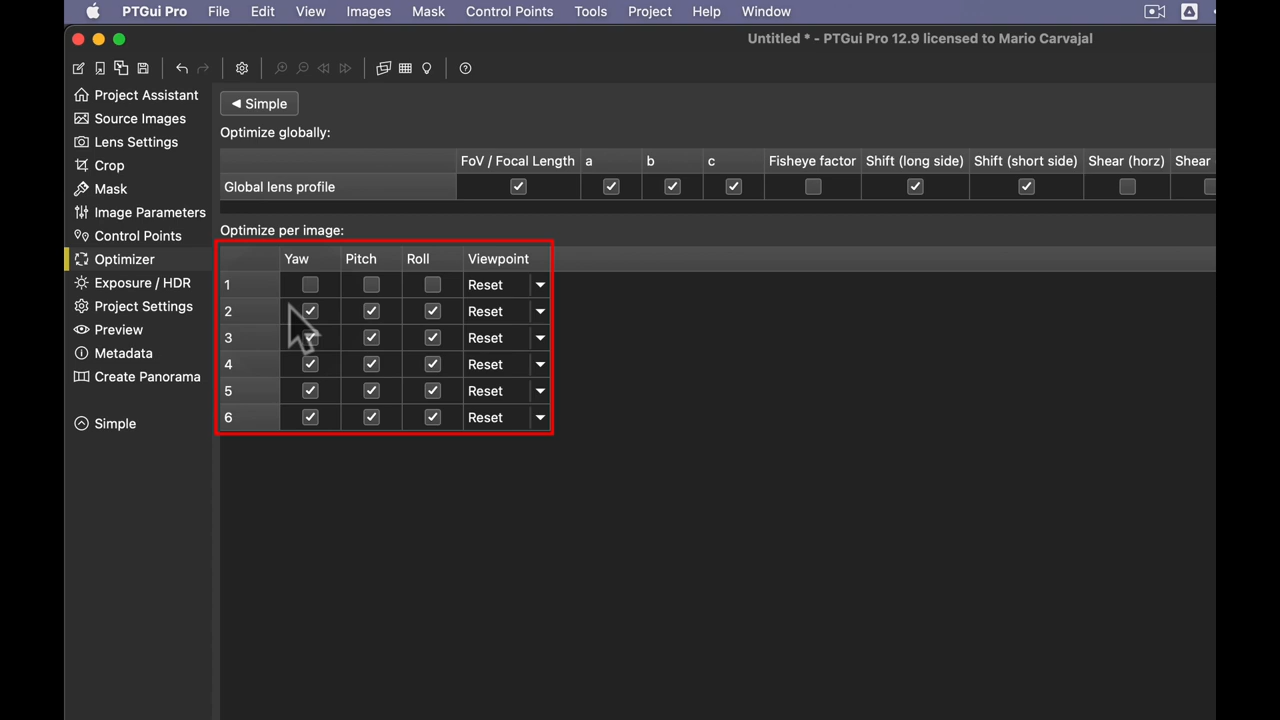 PTGui Pro File Edit View Images Mask Control Points Tools Project Help Window
Untitled * - PTGui Pro 12.9 licensed to Mario Carvajal
Project Assistant
Source Images
Lens Settings
Crop
Mask
Image Parameters
Control Points
Optimizer
Exposure / HDR
Project Settings
Preview
Metadata
Create Panorama
Simple
Simple
Optimize globally:
FoV / Focal Length a b c Fisheye factor Shift (long side) Shift (short side) Shear (horz) Shear
Global lens profile
Optimize per image:
Yaw Pitch Roll Viewpoint
1 Reset
2 Reset
3 Reset
4 Reset
5 Reset
6 Reset